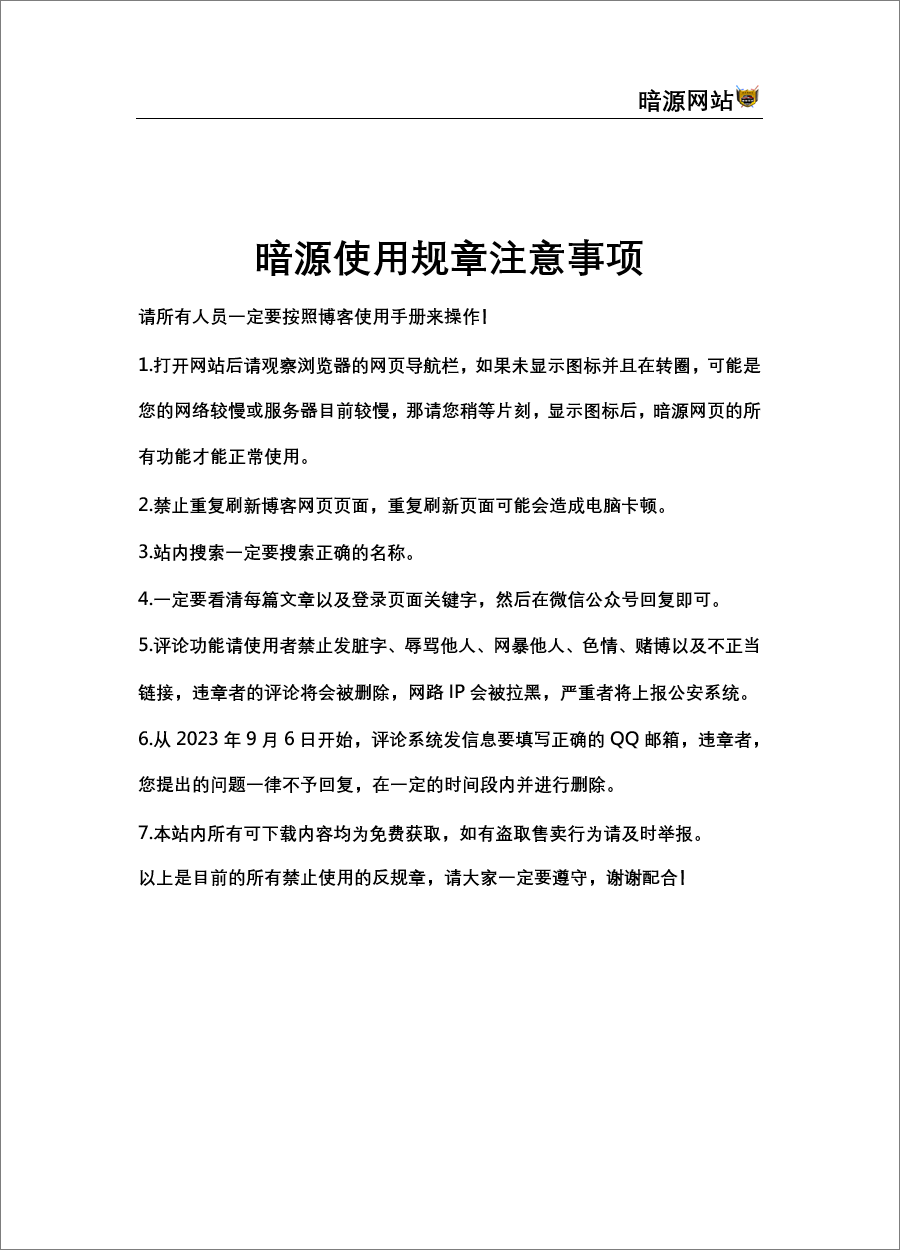 暗源网站
暗源使用规章注意事项
请所有人员一定要按照博客使用手册来操作!
1.打开网站后请观察浏览器的网页导航栏，如果未显示图标并且在转圈，可能是
您的网络较慢或服务器目前较慢，那请您稍等片刻，显示图标后，暗源网页的所
有功能才能正常使用。
2.禁止重复刷新博客网页页面，重复刷新页面可能会造成电脑卡顿。
3.站内搜索一定要搜索正确的名称。
4.一定要看清每篇文章以及登录页面关键字，然后在微信公众号回复即可。
5.评论功能请使用者禁止发脏字、辱骂他人、网暴他人、色情、赌博以及不正当
链接，违章者的评论将会被删除，网路 IP 会被拉黑，严重者将上报公安系统。
6.从 2023 年 9 月 6 日开始，评论系统发信息要填写正确的 QQ 邮箱，违章者，
您提出的问题一律不予回复，在一定的时间段内并进行删除。
7.本站内所有可下载内容均为免费获取，如有盗取售卖行为请及时举报。
以上是目前的所有禁止使用的反规章，请大家一定要遵守，谢谢配合!